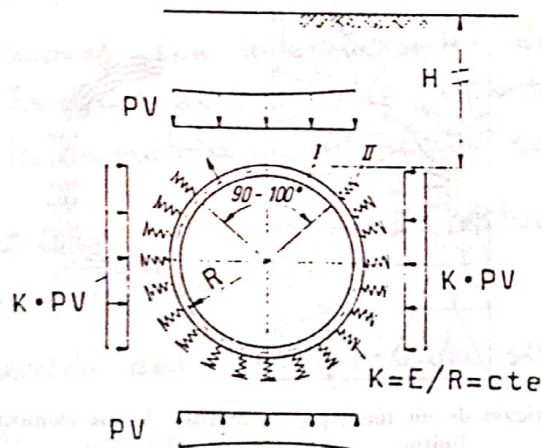 H
PV
I II
90-100°
R
K•PV K•PV
K=E/R=cte
PV